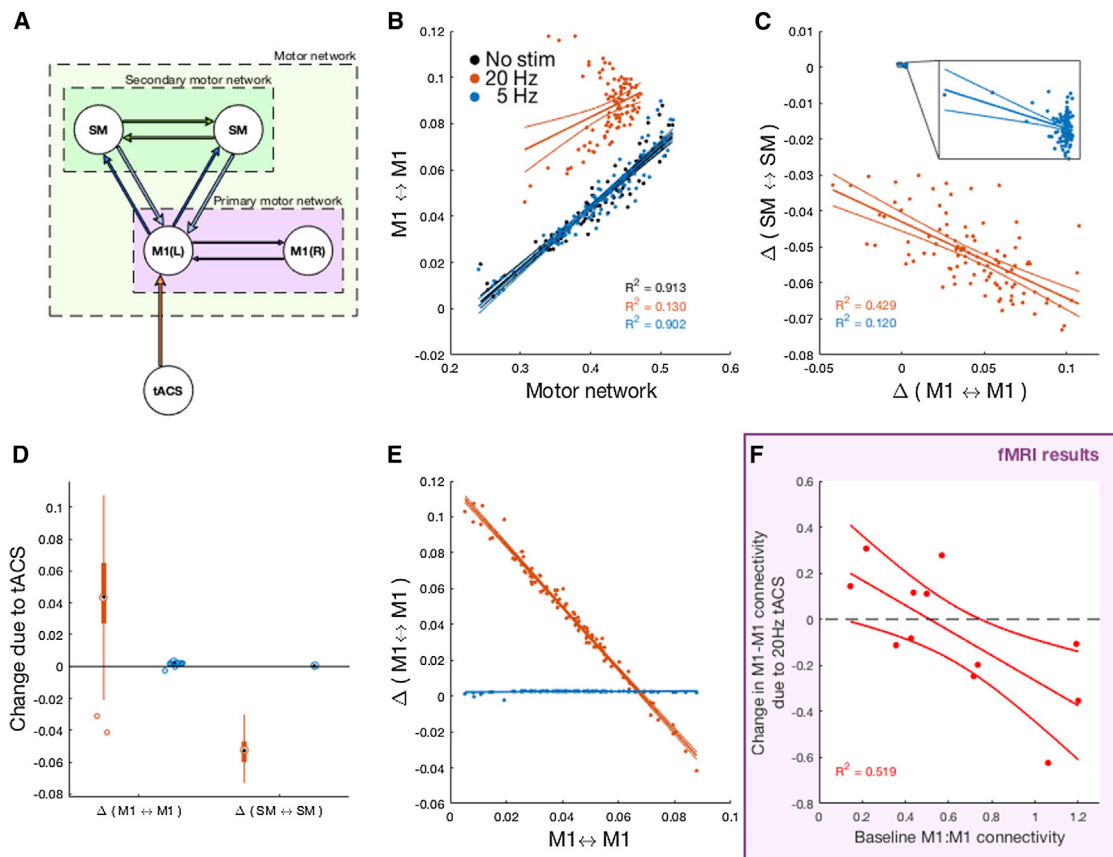 A
Motor network
Secondary motor network
SM
SM
Primary motor network
M1(L)
M1(R)
tACS
B
0.12
0.1
0.08
0.06
0.04
0.02
0
-0.02
M1 ↔ M1
No stim
20 Hz
5 Hz
R² = 0.913
R² = 0.130
R² = 0.902
0.2
0.3
0.4
0.5
0.6
Motor network
C
0.01
0
-0.01
-0.02
-0.03
-0.04
-0.05
-0.06
-0.07
-0.08
Δ ( SM ↔ SM )
R² = 0.429
R² = 0.120
-0.05
0
0.05
0.1
Δ ( M1 ↔ M1 )
D
0.1
0.08
0.06
0.04
0.02
0
-0.02
-0.04
-0.06
-0.08
Change due to tACS
Δ ( M1 ↔ M1 )
Δ ( SM ↔ SM )
E
0.12
0.1
0.08
0.06
0.04
0.02
0
-0.02
-0.04
-0.06
Δ ( M1 ↔ M1 )
0
0.02
0.04
0.06
0.08
0.1
M1 ↔ M1
F
fMRI results
0.6
0.4
0.2
0
-0.2
-0.4
-0.6
-0.8
Change in M1-M1 connectivity
due to 20Hz tACS
R² = 0.519
0
0.2
0.4
0.6
0.8
1
1.2
Baseline M1:M1 connectivity